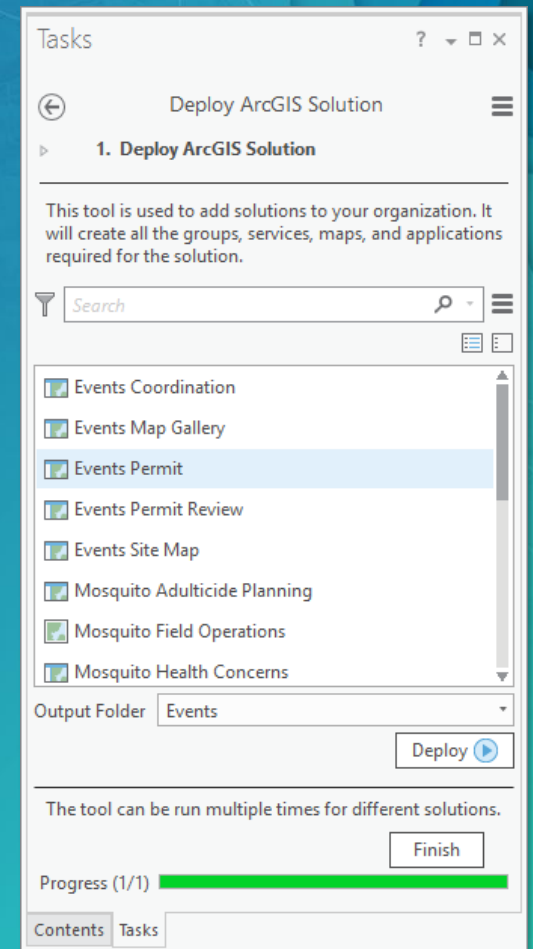 Tasks
?
Deploy ArcGIS Solution
1. Deploy ArcGIS Solution
This tool is used to add solutions to your organization. It
will create all the groups, services, maps, and applications
required for the solution.
Search
Events Coordination
Events Map Gallery
Events Permit
Events Permit Review
Events Site Map
Mosquito Adulticide Planning
Mosquito Field Operations
Mosquito Health Concerns
Output Folder Events
Deploy
The tool can be run multiple times for different solutions.
Finish
Progress (1/1)
Contents Tasks